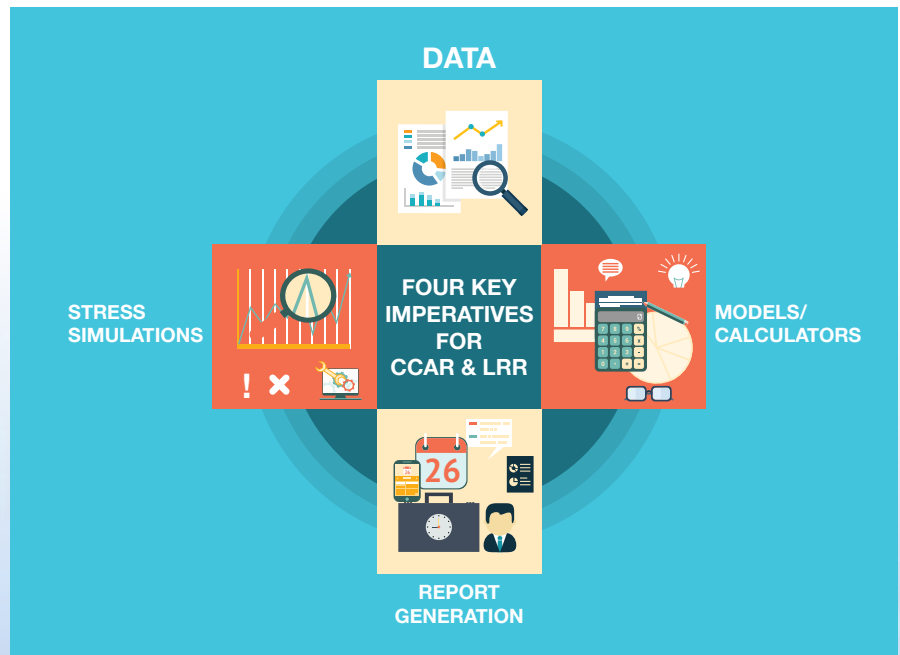 DATA
STRESS
SIMULATIONS
FOUR KEY
IMPERATIVES
FOR
CCAR & LRR
MODELS/
CALCULATORS
26
REPORT
GENERATION